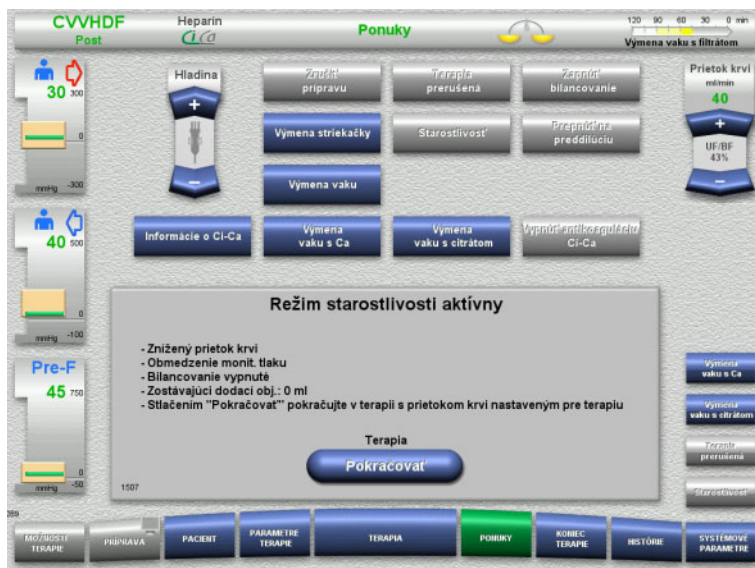 CVVHDF
Post
Heparin
CiCa
Ponuky
120 90 60 30 0 min
Výmena vaku s filtrátom
30 300
0
mmHg -300
Hladina
+
−
Zrušiť
prípravu
Terapia
prerušená
Zapnúť
bilancovanie
Výmena striekačky
Starostlivosť
Prepnúť na
preddilúciu
Výmena vaku
Prietok krvi
ml/min
40
+
UF/BF
43%
−
40 500
0
mmHg -100
Informácie o Ci-Ca
Výmena
vaku s Ca
Výmena
vaku s citrátom
Vypnúť antikoaguláciu
Ci-Ca
Režim starostlivosti aktívny
- Znížený prietok krvi
- Obmedzenie monit. tlaku
- Bilancovanie vypnuté
- Zostávajúci dodací obj.: 0 ml
- Stlačením "Pokračovať" pokračujte v terapii s prietokom krvi nastaveným pre terapiu
Terapia
Pokračovať
1507
Pre-F
45 750
0
mmHg -50
Výmena
vaku s Ca
Výmena
vaku s citrátom
Terapia
prerušená
Starostlivosť
MOŽNOSTI
TERAPIE
PRÍPRAVA
PACIENT
PARAMETRE
TERAPIE
TERAPIA
PONUKY
KONIEC
TERAPIE
HISTÓRIE
SYSTÉMOVÉ
PARAMETRE